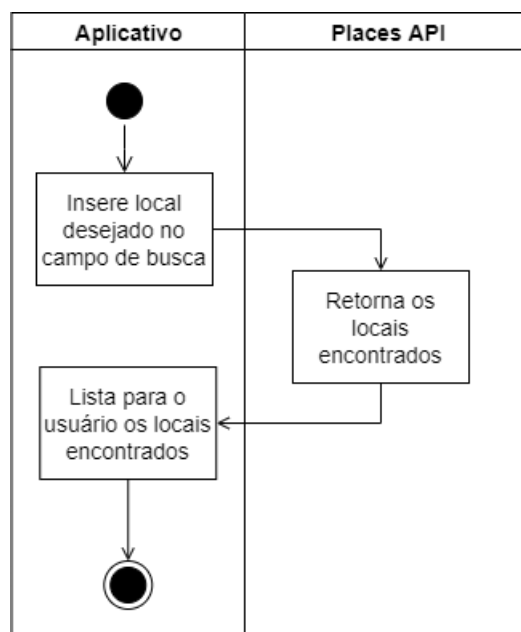 Aplicativo
Places API
Insere local
desejado no
campo de busca
Retorna os
locais
encontrados
Lista para o
usuário os locais
encontrados